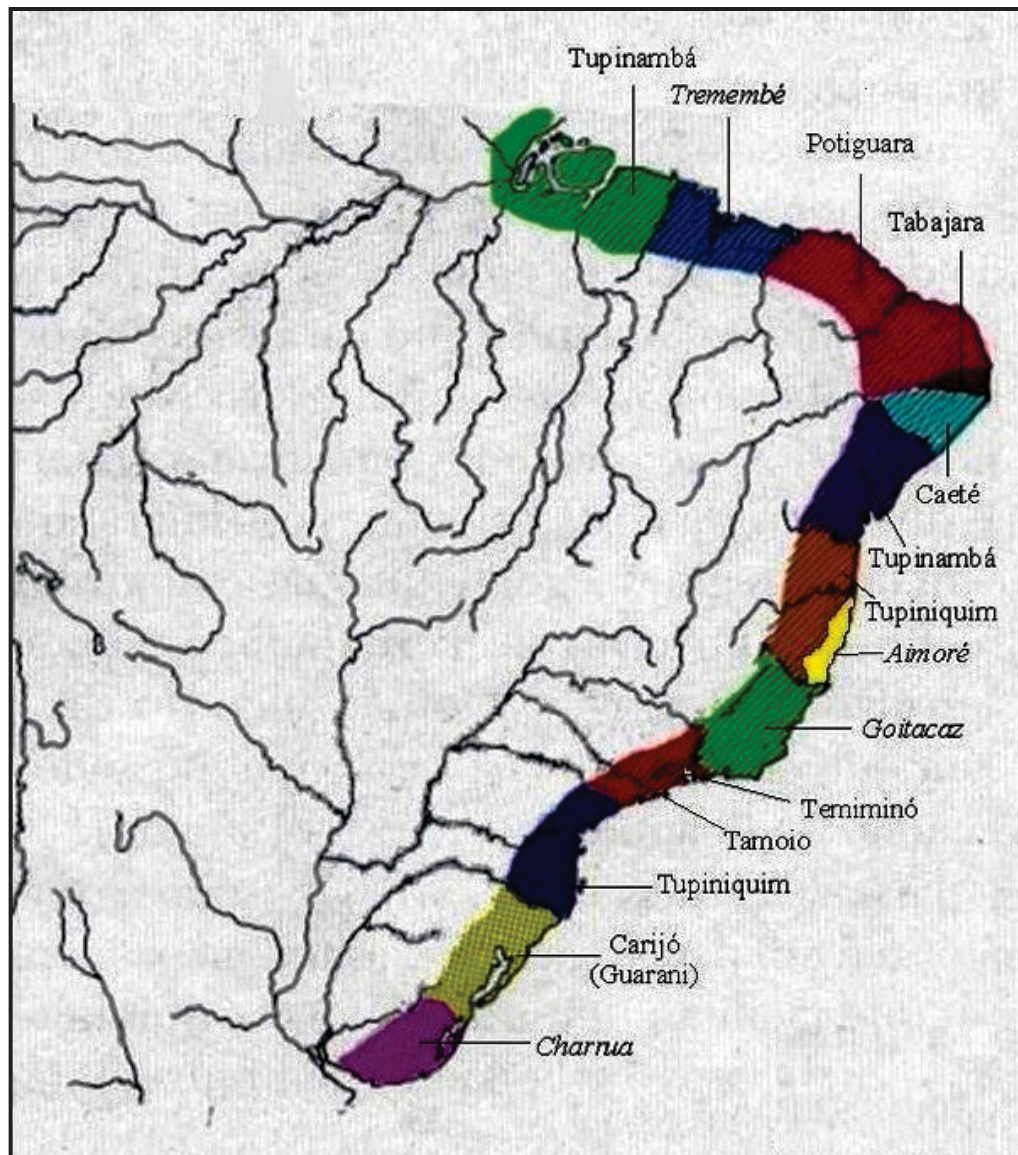 Tupinambá
Tremembé
Potiguara
Tabajara
Caeté
Tupinambá
Tupiniquim
Aimoré
Goitacaz
Temiminó
Tamoio
Tupiniquim
Carijó
(Guarani)
Charrua